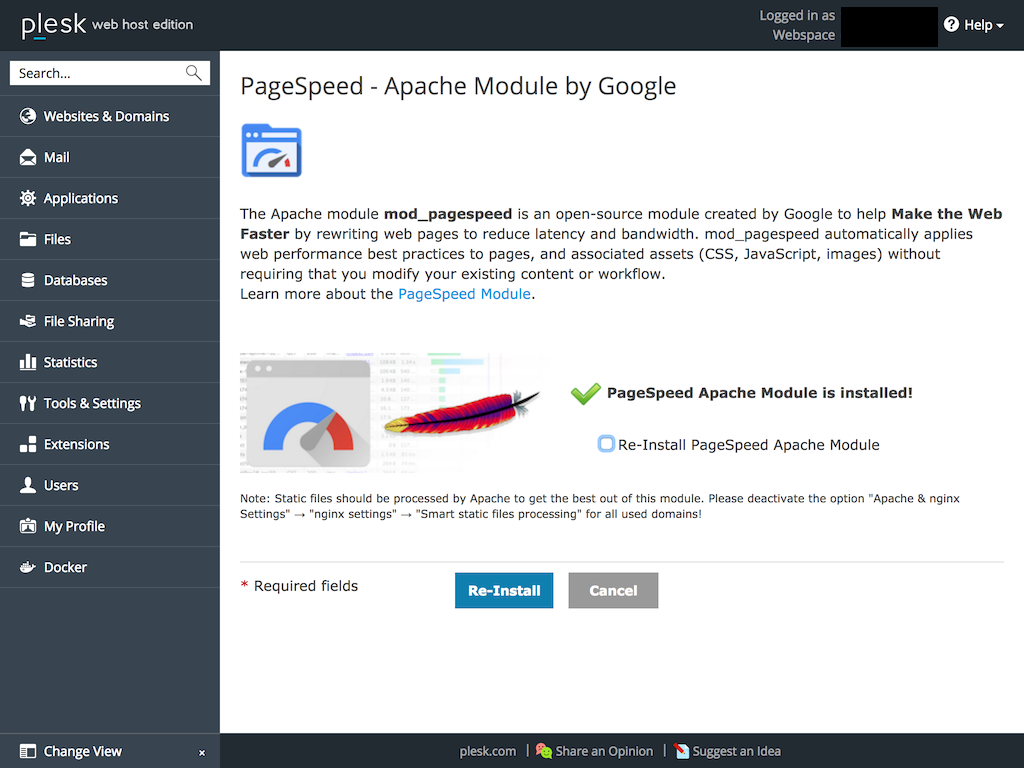 plesk web host edition
Logged in as
Webspace
Help
Search...
Websites & Domains
Mail
Applications
Files
Databases
File Sharing
Statistics
Tools & Settings
Extensions
Users
My Profile
Docker
Change View
x
PageSpeed - Apache Module by Google
The Apache module mod_pagespeed is an open-source module created by Google to help Make the Web
Faster by rewriting web pages to reduce latency and bandwidth. mod_pagespeed automatically applies
web performance best practices to pages, and associated assets (CSS, JavaScript, images) without
requiring that you modify your existing content or workflow.
Learn more about the PageSpeed Module.
PageSpeed Apache Module is installed!
Re-Install PageSpeed Apache Module
Note: Static files should be processed by Apache to get the best out of this module. Please deactivate the option "Apache & nginx
Settings" → "nginx settings" → "Smart static files processing" for all used domains!
* Required fields
Re-Install
Cancel
plesk.com | Share an Opinion | Suggest an Idea